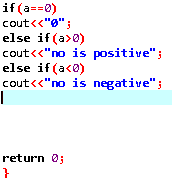 if(a==0)
cout<<"0";
else if(a>0)
cout<<"no is positive";
else if(a<0)
cout<<"no is negative";
return 0;
}